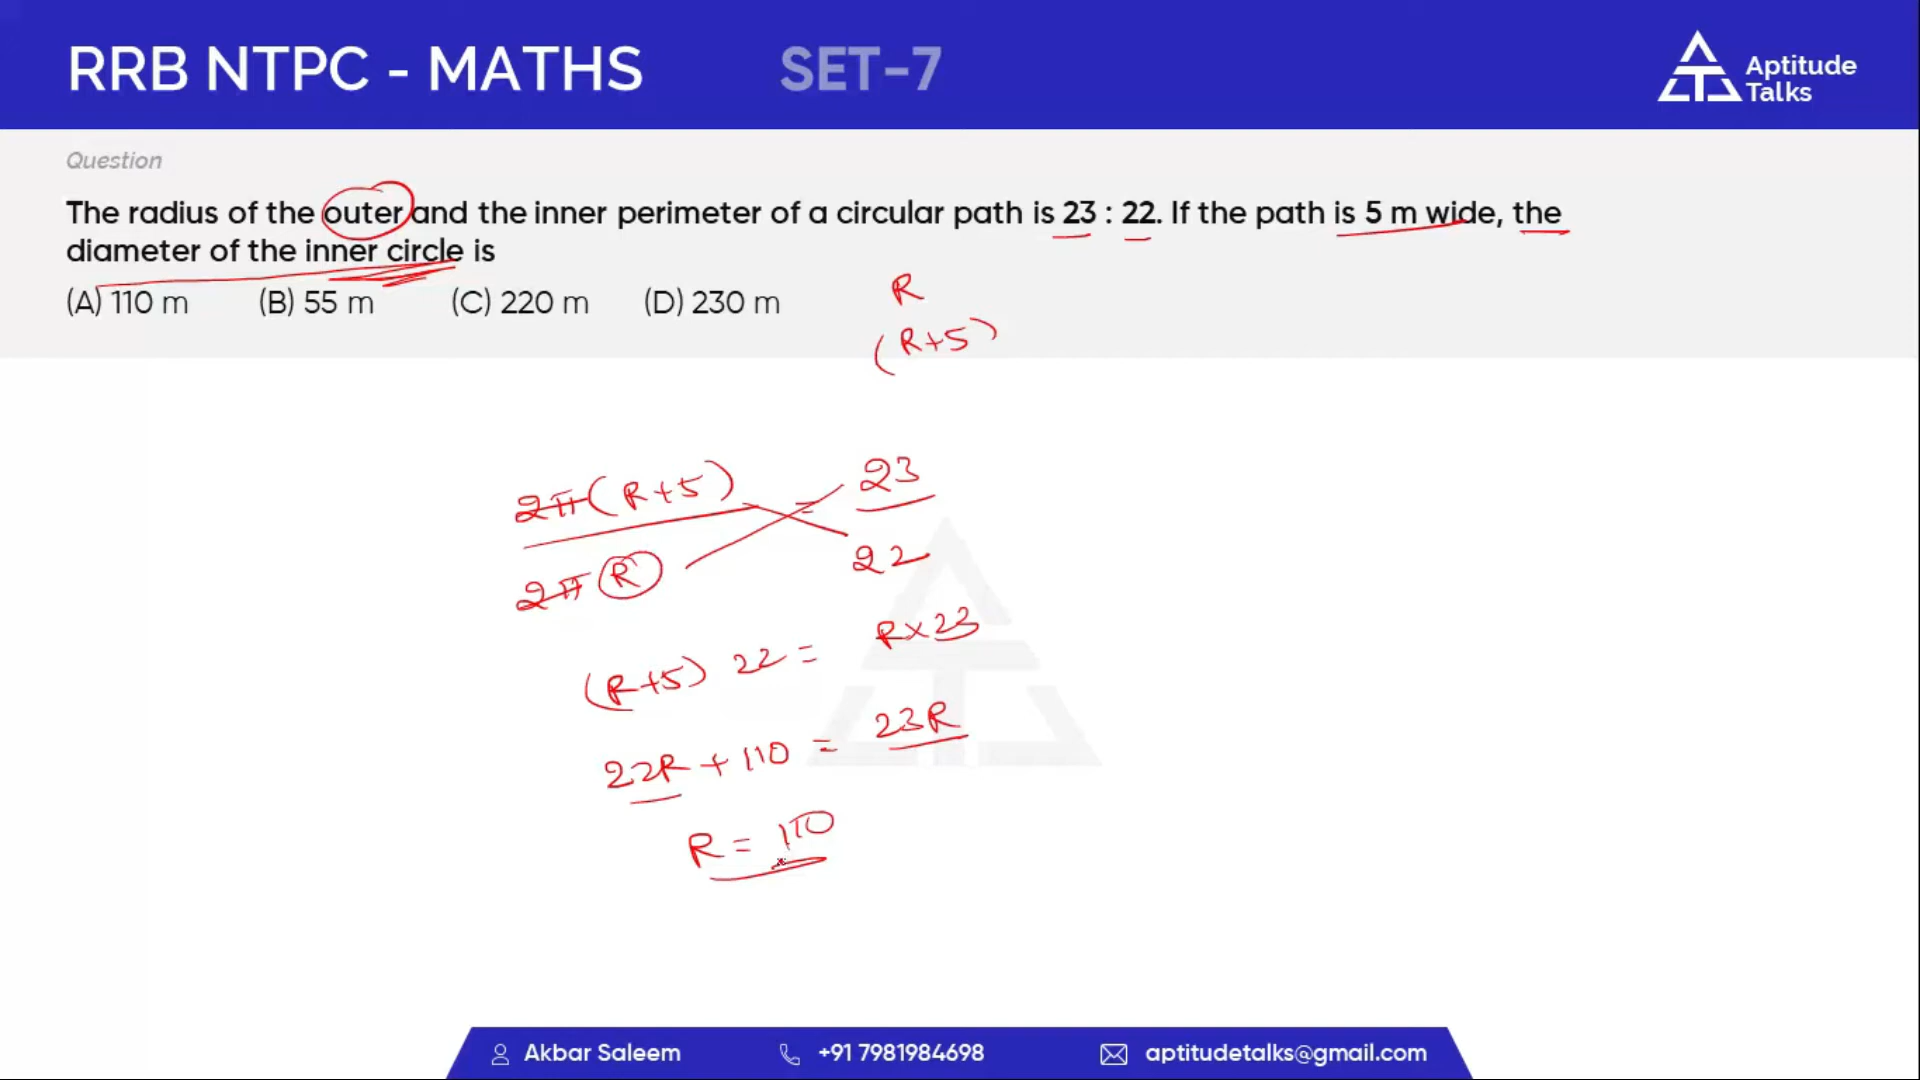 RRB NTPC - MATHS SET-7
Aptitude
Talks
Question
The radius of the outer and the inner perimeter of a circular path is 23 : 22. If the path is 5 m wide, the
diameter of the inner circle is
(A) 110 m (B) 55 m (C) 220 m (D) 230 m
R
(R+5)
2π(R+5) = 23
2π R 22
(R+5) 22 = R×23
22R + 110 = 23R
R = 110
Akbar Saleem +91 7981984698 aptitudetalks@gmail.com